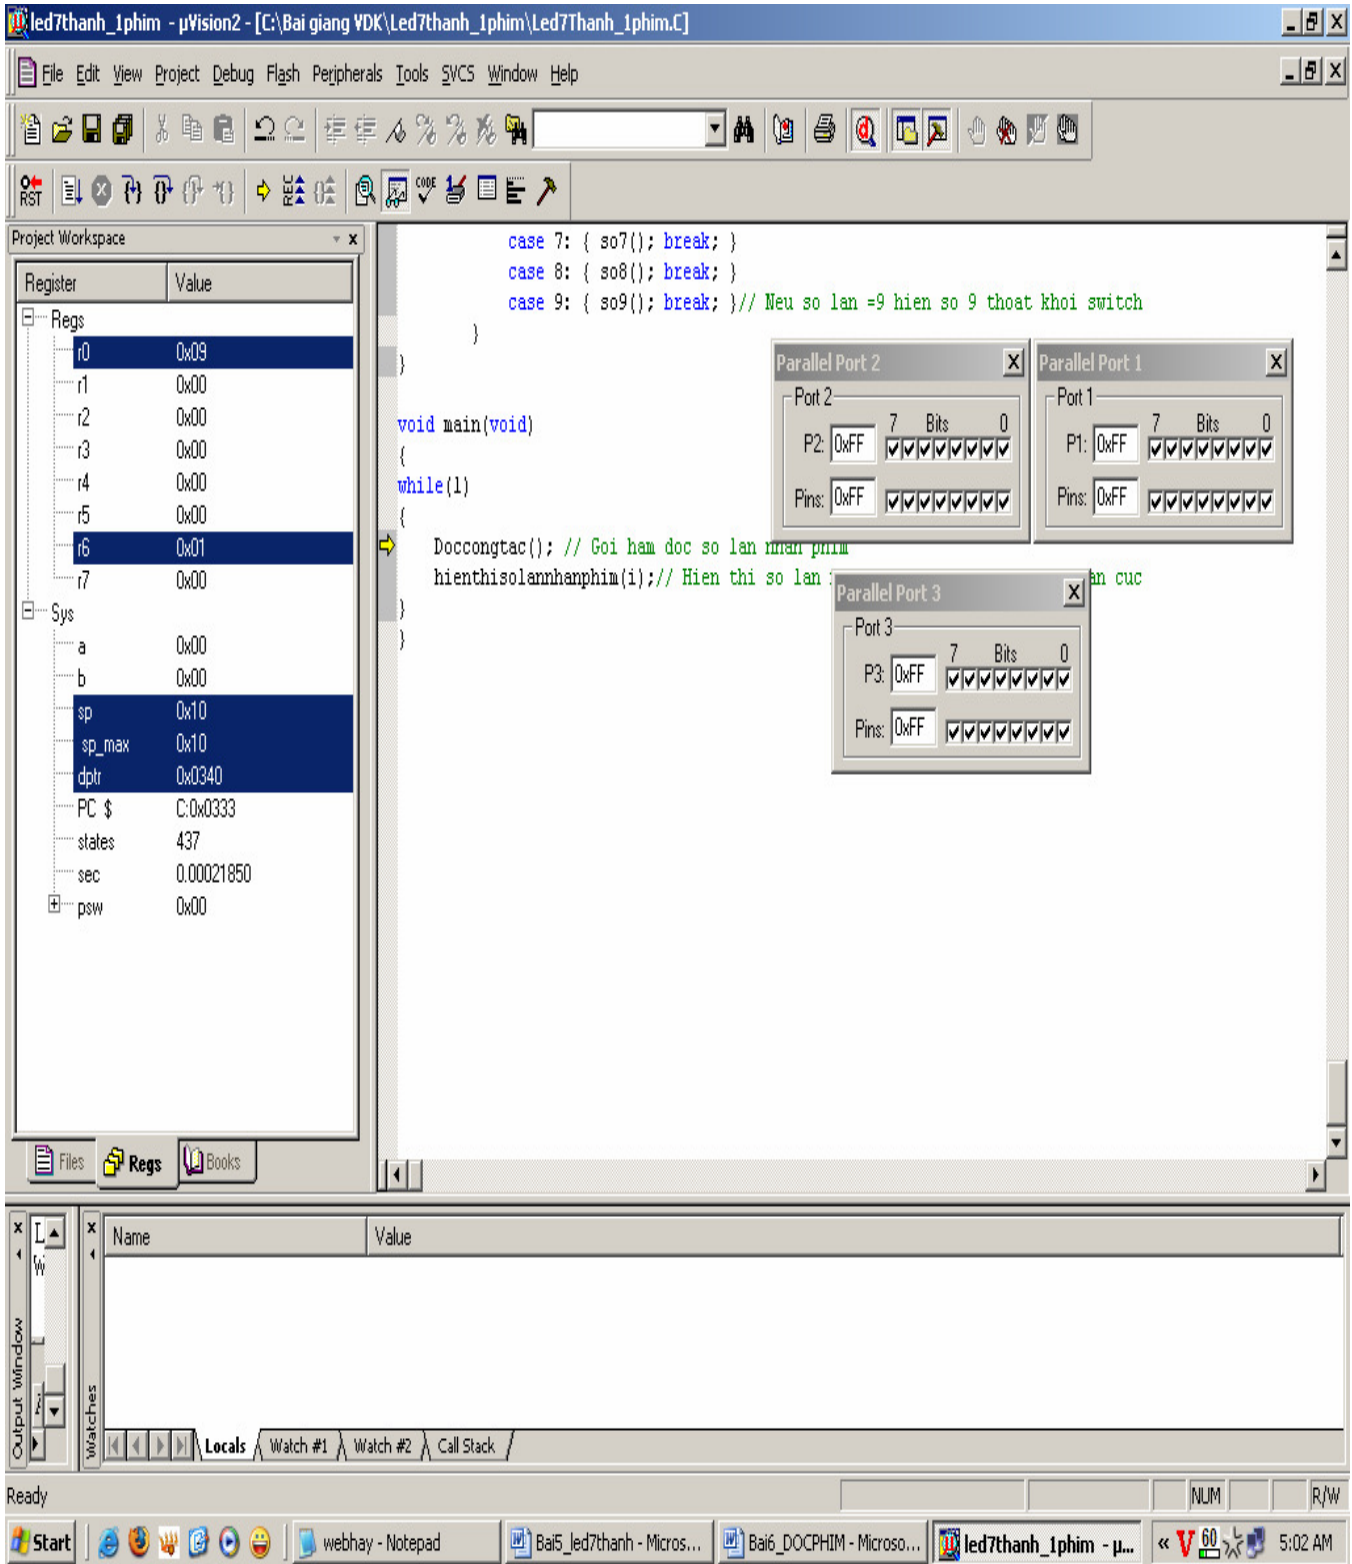 led7thanh_1phim - µVision2 - [C:\Bai giang VDK\Led7thanh_1phim\Led7Thanh_1phim.C]
File Edit View Project Debug Flash Peripherals Tools SVCS Window Help
RST CODE
Project Workspace
Register Value
Regs
r0 0x09
r1 0x00
r2 0x00
r3 0x00
r4 0x00
r5 0x00
r6 0x01
r7 0x00
Sys
a 0x00
b 0x00
sp 0x10
sp_max 0x10
dptr 0x0340
PC $ C:0x0333
states 437
sec 0.00021850
psw 0x00
Files Regs Books
case 7: { so7(); break; }
case 8: { so8(); break; }
case 9: { so9(); break; }// Neu so lan =9 hien so 9 thoat khoi switch
}
}
void main(void)
{
while(1)
{
Doccongtac(); // Goi ham doc so lan nhan phim
hienthisolannhanphim(i);// Hien thi so lan an cuc
}
}
Parallel Port 2
Port 2
7 Bits 0
P2: 0xFF
Pins: 0xFF
Parallel Port 1
Port 1
7 Bits 0
P1: 0xFF
Pins: 0xFF
Parallel Port 3
Port 3
7 Bits 0
P3: 0xFF
Pins: 0xFF
Output Window
Watches
Name Value
Locals Watch #1 Watch #2 Call Stack
Ready NUM R/W
Start webhay - Notepad Bai5_led7thanh - Micros... Bai6_DOCPHIM - Microso... led7thanh_1phim - µ... « V 60 5:02 AM